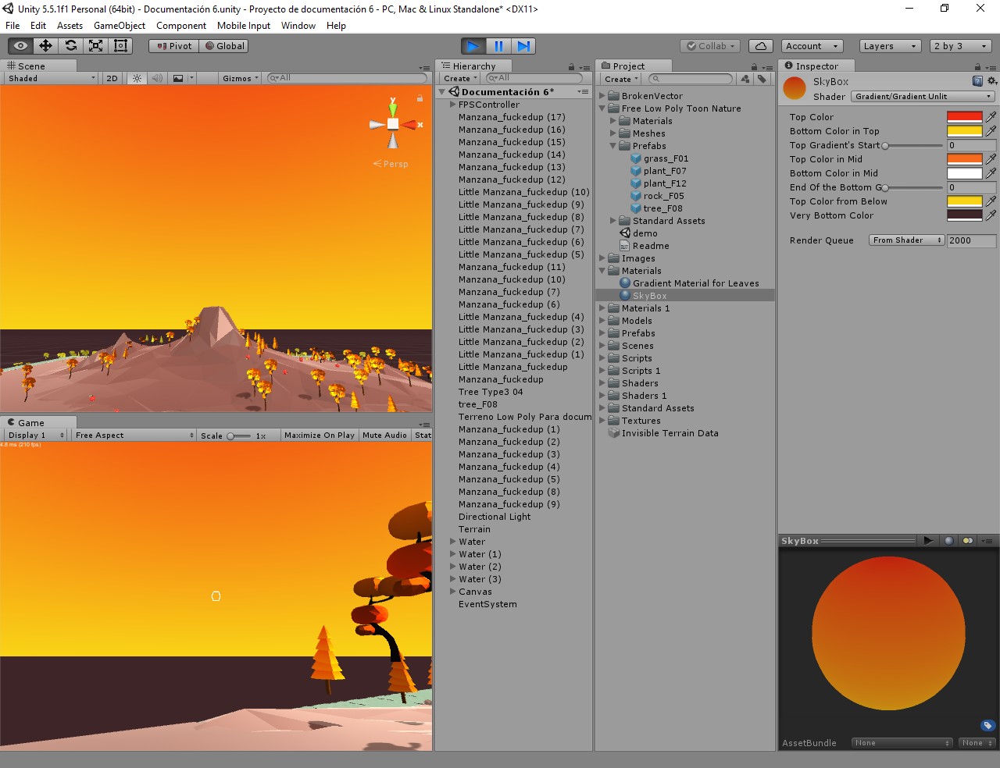 Unity 5.5.1f1 Personal (64bit) - Documentación 6.unity - Proyecto de documentación 6 - PC, Mac & Linux Standalone* <DX11>
File Edit Assets GameObject Component Mobile Input Window Help
Pivot Global Collab Account Layers 2 by 3
Scene
Shaded 2D Gizmos All
y
x
Persp
Game
Display 1 Free Aspect Scale 1x Maximize On Play Mute Audio Stat
4.8 ms (210 fps)
Hierarchy
Create All
Documentación 6*
FPSController
Manzana_fuckedup (17)
Manzana_fuckedup (16)
Manzana_fuckedup (15)
Manzana_fuckedup (14)
Manzana_fuckedup (13)
Manzana_fuckedup (12)
Little Manzana_fuckedup (10)
Little Manzana_fuckedup (9)
Little Manzana_fuckedup (8)
Little Manzana_fuckedup (7)
Little Manzana_fuckedup (6)
Little Manzana_fuckedup (5)
Manzana_fuckedup (11)
Manzana_fuckedup (10)
Manzana_fuckedup (7)
Manzana_fuckedup (6)
Little Manzana_fuckedup (4)
Little Manzana_fuckedup (3)
Little Manzana_fuckedup (2)
Little Manzana_fuckedup (1)
Little Manzana_fuckedup
Manzana_fuckedup
Tree Type3 04
tree_F08
Terreno Low Poly Para docum
Manzana_fuckedup (1)
Manzana_fuckedup (2)
Manzana_fuckedup (3)
Manzana_fuckedup (4)
Manzana_fuckedup (5)
Manzana_fuckedup (8)
Manzana_fuckedup (9)
Directional Light
Terrain
Water
Water (1)
Water (2)
Water (3)
Canvas
EventSystem
Project
Create
BrokenVector
Free Low Poly Toon Nature
Materials
Meshes
Prefabs
grass_F01
plant_F07
plant_F12
rock_F05
tree_F08
Standard Assets
demo
Readme
Images
Materials
Gradient Material for Leaves
SkyBox
Materials 1
Models
Prefabs
Scenes
Scripts
Scripts 1
Shaders
Shaders 1
Standard Assets
Textures
Invisible Terrain Data
Inspector
SkyBox
Shader Gradient/Gradient Unlit
Top Color
Bottom Color in Top
Top Gradient's Start 0
Top Color in Mid
Bottom Color in Mid
End Of the Bottom G 0
Top Color from Below
Very Bottom Color
Render Queue From Shader 2000
SkyBox
AssetBundle None None